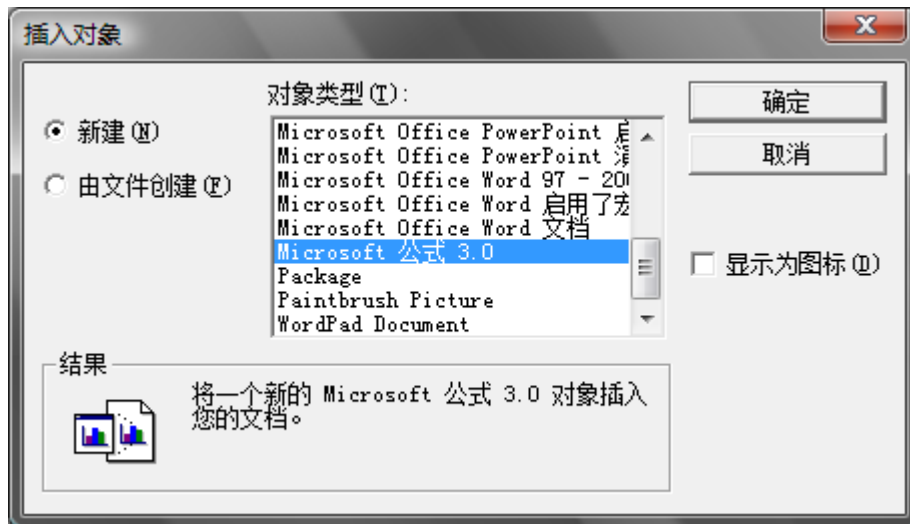 插入对象
对象类型(T):
新建(N)
由文件创建(F)
Microsoft Office PowerPoint
Microsoft Office PowerPoint
Microsoft Office Word 97 - 200
Microsoft Office Word 启用了宏
Microsoft Office Word 文档
Microsoft 公式 3.0
Package
Paintbrush Picture
WordPad Document
确定
取消
显示为图标(D)
结果
将一个新的 Microsoft 公式 3.0 对象插入
您的文档。